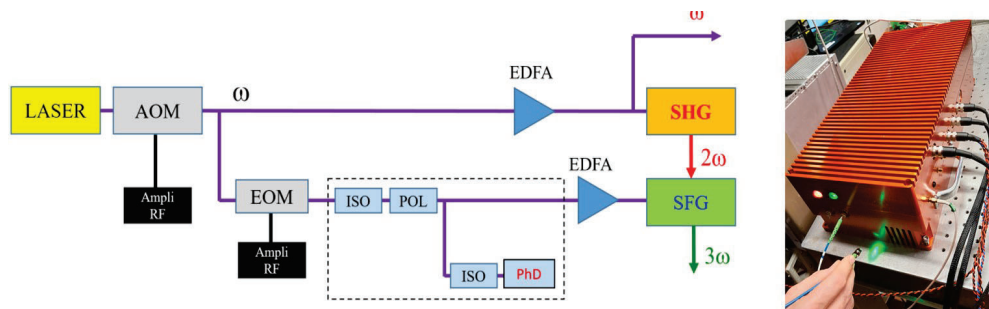 ω
EDFA
LASER
AOM
ω
SHG
EDFA
2ω
Ampli
RF
EOM
ISO
POL
SFG
Ampli
RF
ISO
PhD
3ω